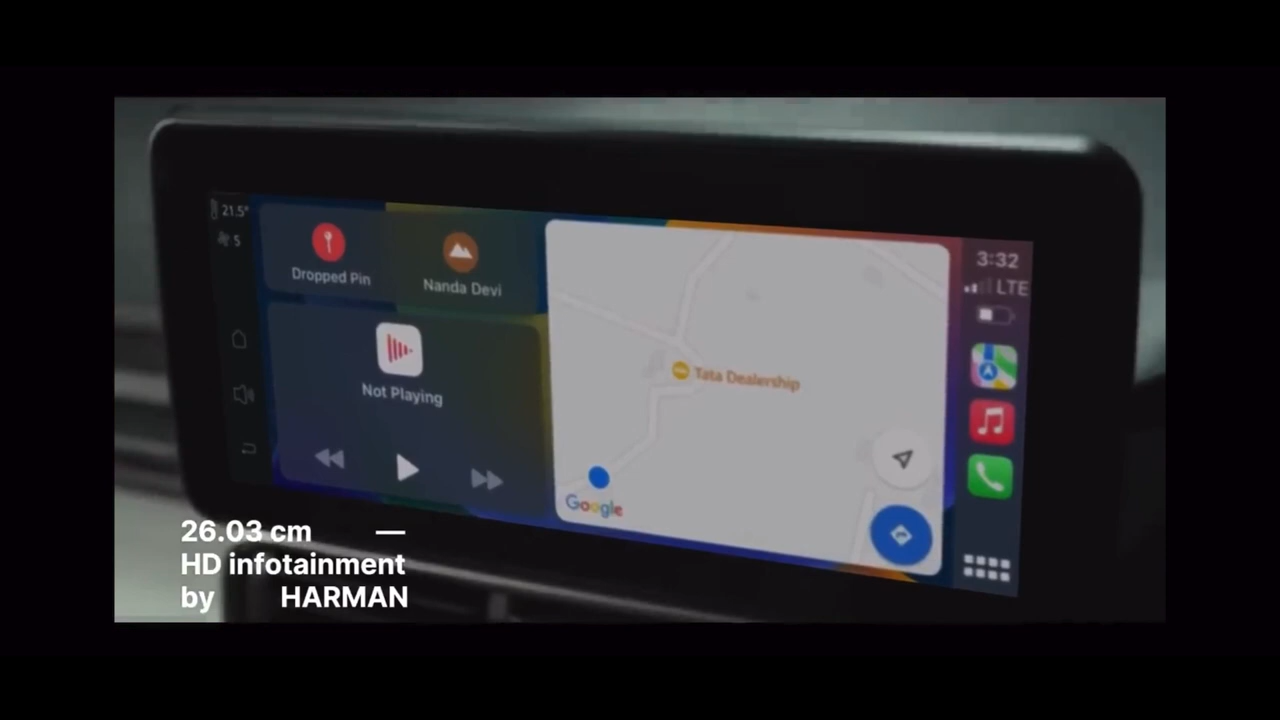 21.5°
5
Dropped Pin
Nanda Devi
Not Playing
Tata Dealership
Google
3:32
LTE
26.03 cm —
HD infotainment
by HARMAN